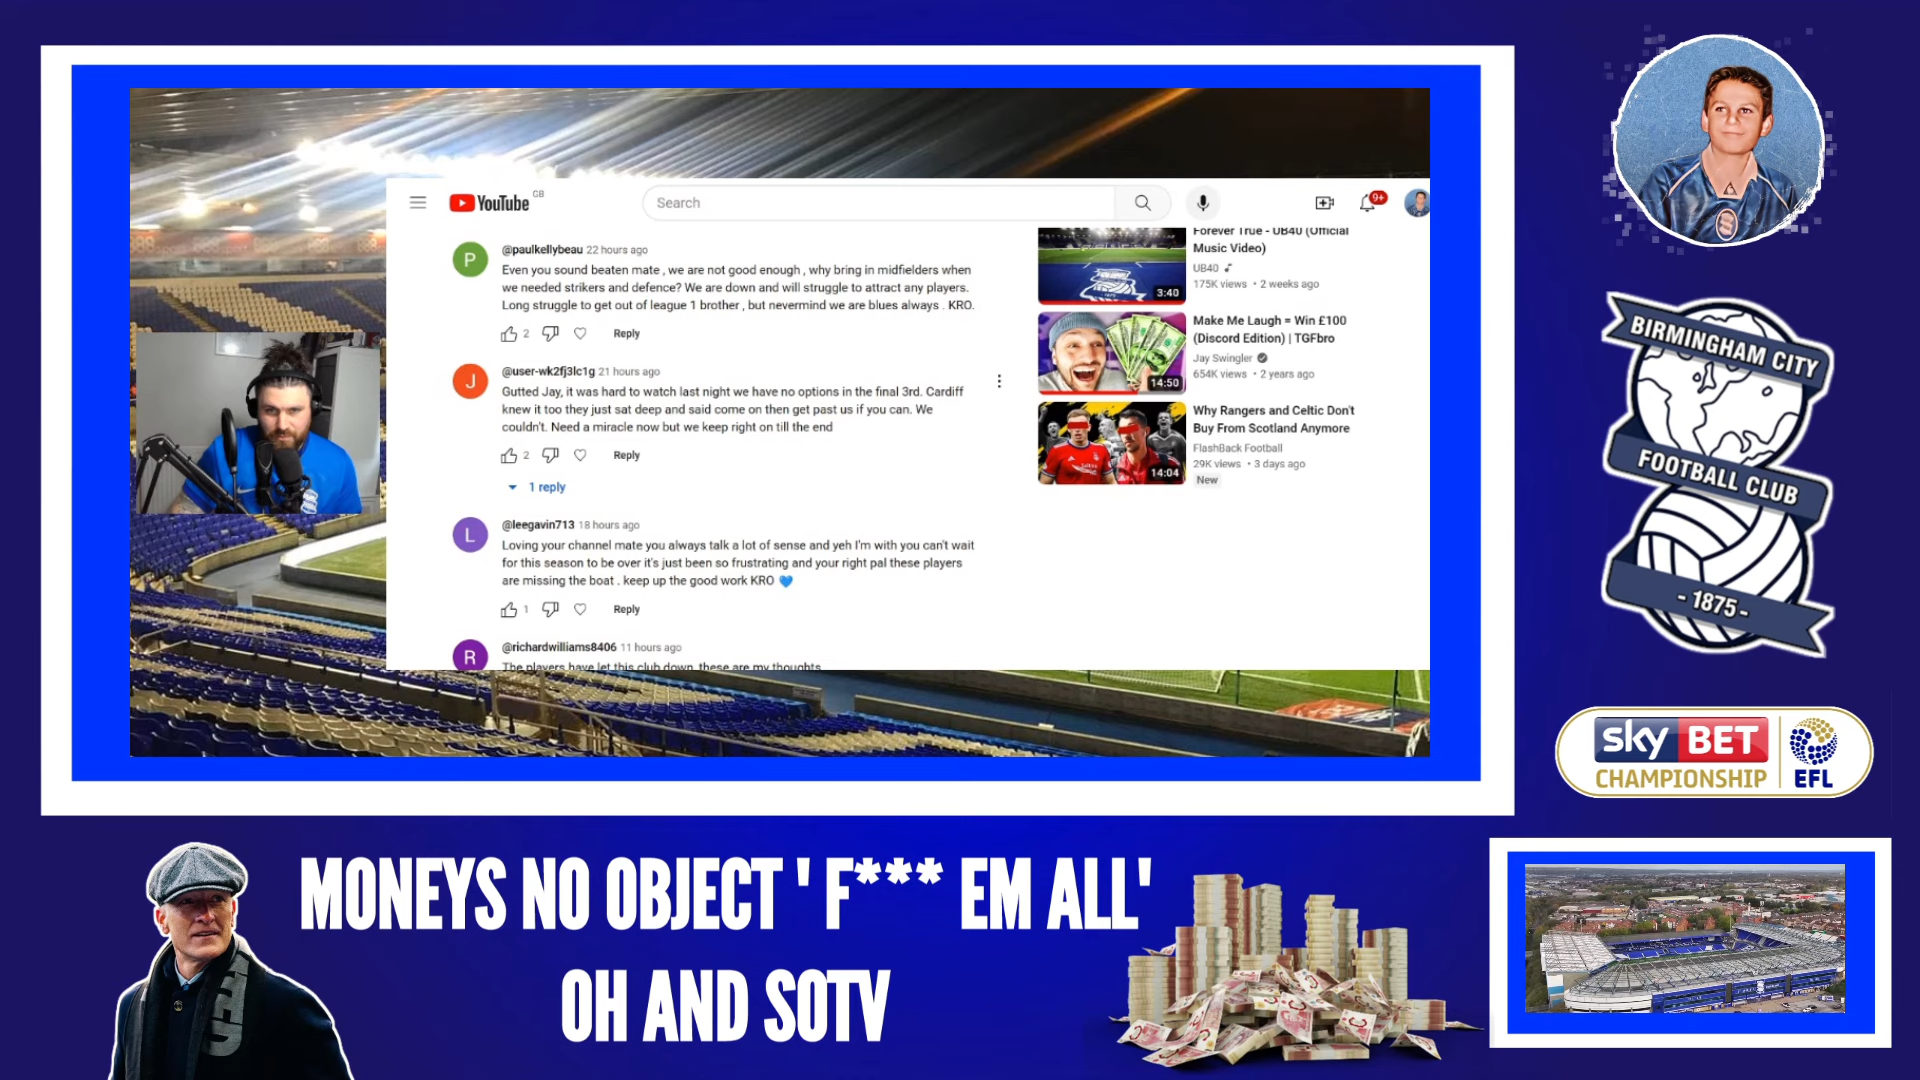 YouTube
GB
Search
9+
@paulkellybeau 22 hours ago
Even you sound beaten mate , we are not good enough , why bring in midfielders when
we needed strikers and defence? We are down and will struggle to attract any players.
Long struggle to get out of league 1 brother , but nevermind we are blues always . KRO.
2
Reply
@user-wk2fj3lc1g 21 hours ago
Gutted Jay, it was hard to watch last night we have no options in the final 3rd. Cardiff
knew it too they just sat deep and said come on then get past us if you can. We
couldn't. Need a miracle now but we keep right on till the end
2
Reply
1 reply
@leegavin713 18 hours ago
Loving your channel mate you always talk a lot of sense and yeh I'm with you can't wait
for this season to be over it's just been so frustrating and your right pal these players
are missing the boat . keep up the good work KRO 💙
1
Reply
@richardwilliams8406 11 hours ago
The players have let this club down, these are my thoughts
P
J
L
R
Forever True - UB40 (Official
Music Video)
UB40
175K views • 2 weeks ago
3:40
Make Me Laugh = Win £100
(Discord Edition) | TGFbro
Jay Swingler
654K views • 2 years ago
14:50
Why Rangers and Celtic Don't
Buy From Scotland Anymore
FlashBack Football
29K views • 3 days ago
New
14:04
BIRMINGHAM CITY
FOOTBALL CLUB
- 1875 -
sky BET
CHAMPIONSHIP
EFL
MONEYS NO OBJECT ' F*** EM ALL'
OH AND SOTV